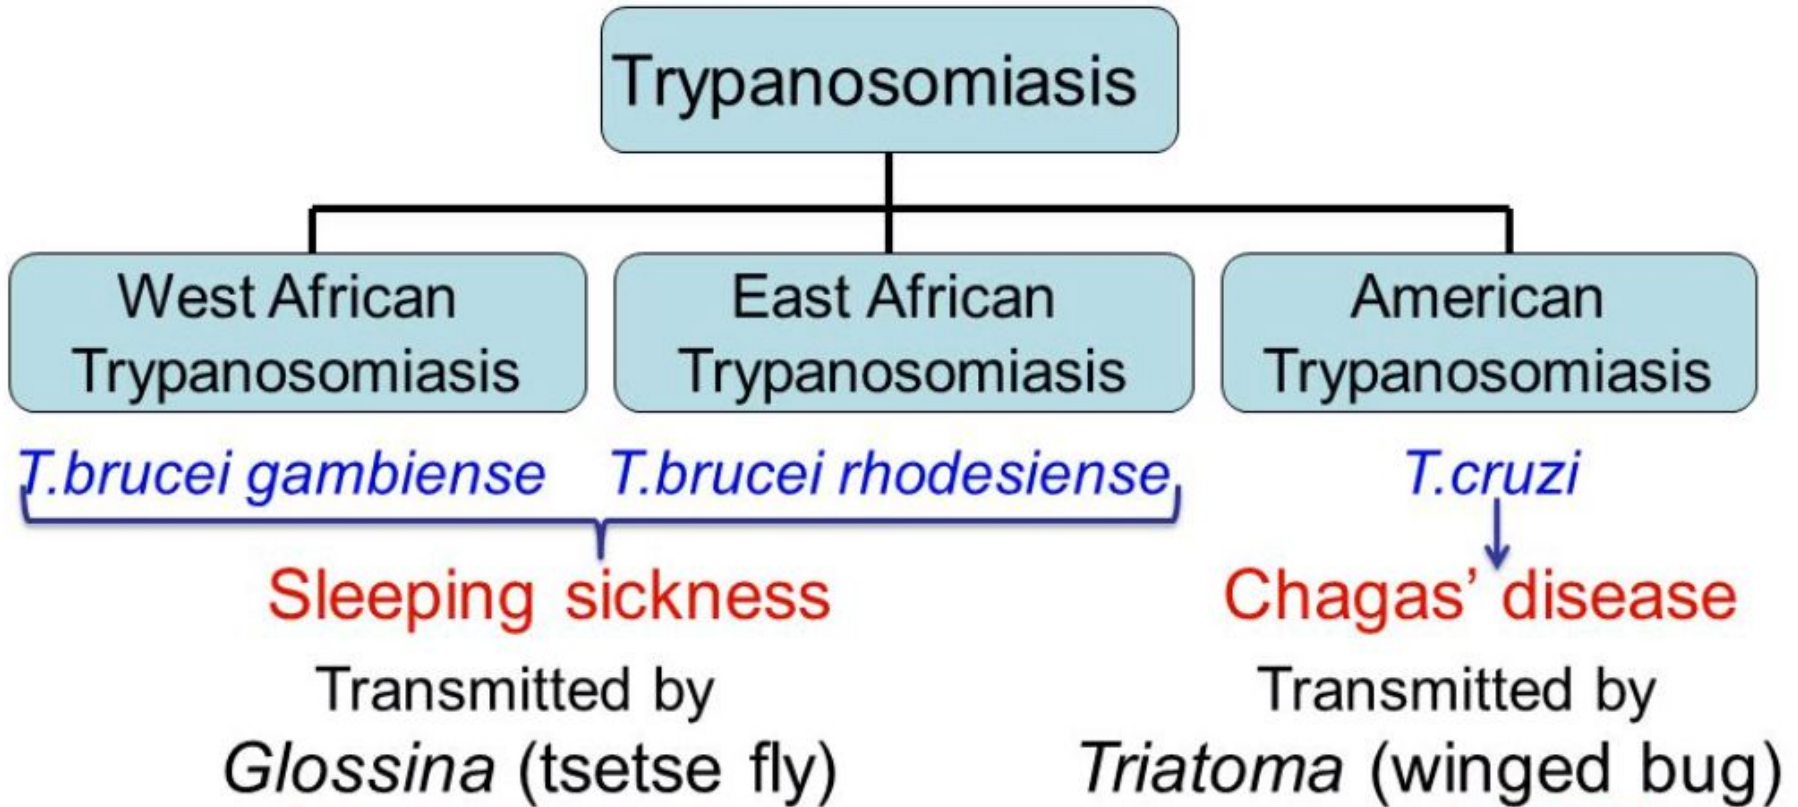 Trypanosomiasis
West African
Trypanosomiasis
East African
Trypanosomiasis
American
Trypanosomiasis
T.brucei gambiense
T.brucei rhodesiense
T.cruzi
Sleeping sickness
Chagas’ disease
Transmitted by
Glossina (tsetse fly)
Transmitted by
Triatoma (winged bug)